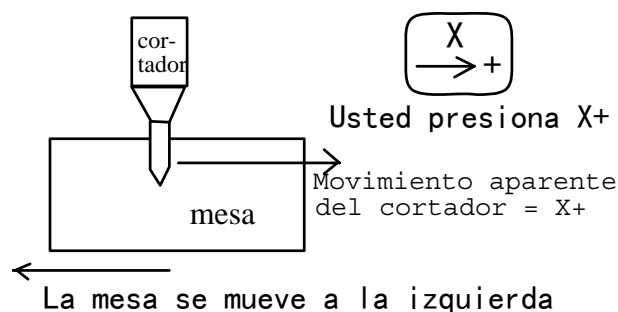 cor-
tador
X
+
Usted presiona X+
Movimiento aparente
del cortador = X+
mesa
La mesa se mueve a la izquierda